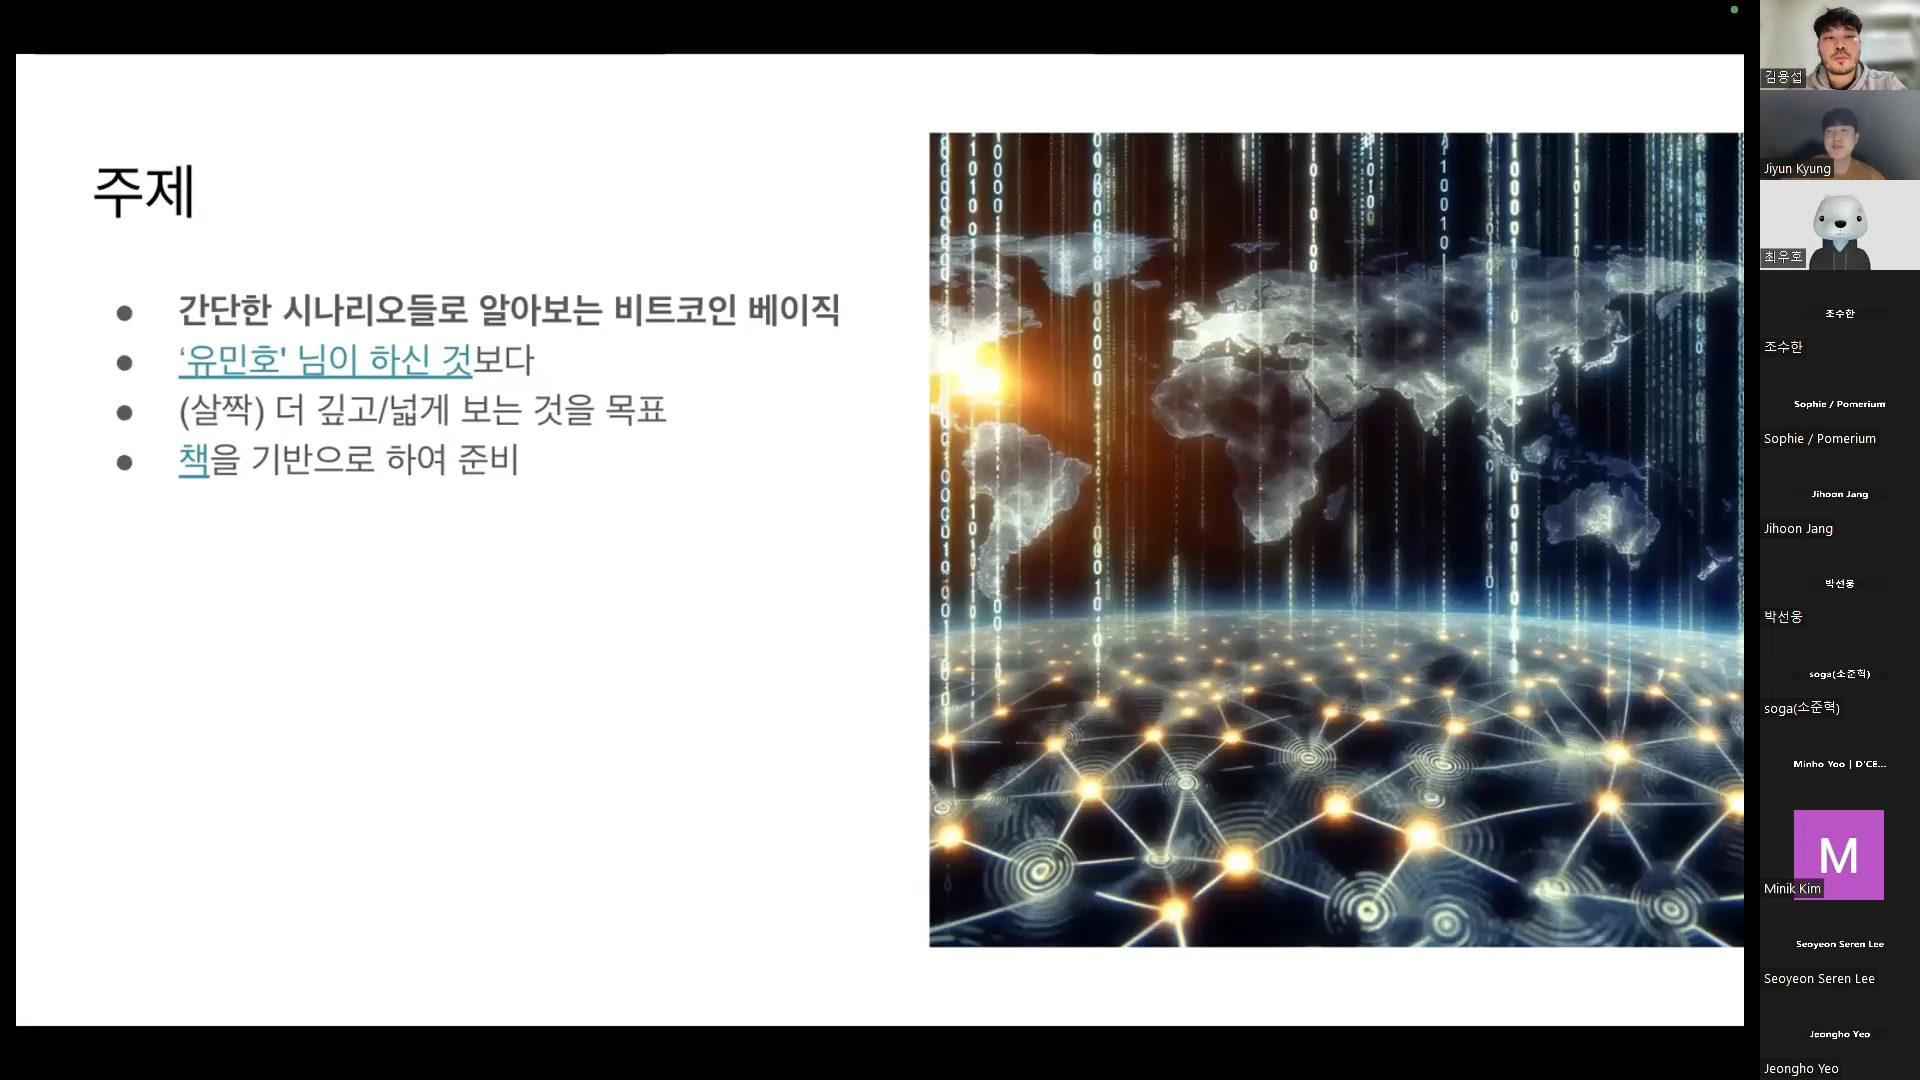 주제
간단한 시나리오들로 알아보는 비트코인 베이직
‘유민호' 님이 하신 것보다
(살짝) 더 깊고/넓게 보는 것을 목표
책을 기반으로 하여 준비
김용섭
Jiyun Kyung
최우호
조수한
조수한
Sophie / Pomerium
Sophie / Pomerium
Jihoon Jang
Jihoon Jang
박선웅
박선웅
soga(소준혁)
soga(소준혁)
Minho Yoo | D'CE...
M
Minik Kim
Seoyeon Seren Lee
Seoyeon Seren Lee
Jeongho Yeo
Jeongho Yeo